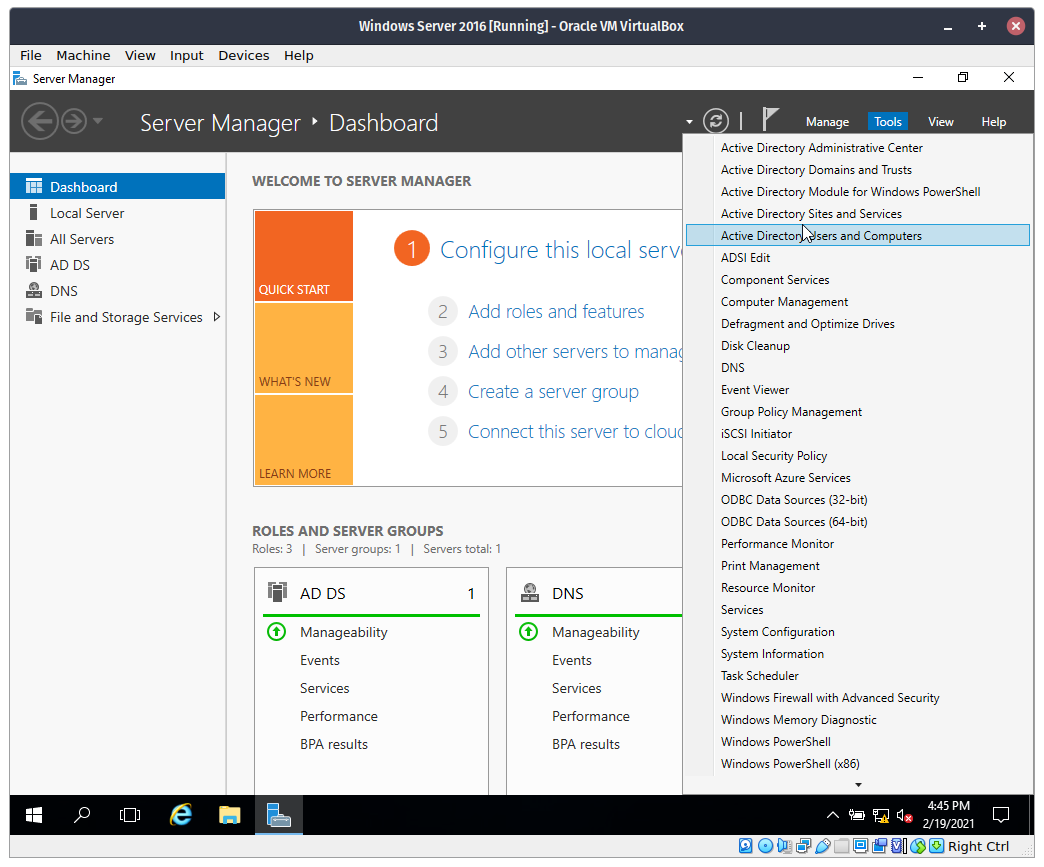 Windows Server 2016 [Running] - Oracle VM VirtualBox
File Machine View Input Devices Help
Server Manager
Server Manager • Dashboard
Manage Tools View Help
Dashboard
Local Server
All Servers
AD DS
DNS
File and Storage Services
WELCOME TO SERVER MANAGER
QUICK START
WHAT'S NEW
LEARN MORE
1 Configure this local serv
2 Add roles and features
3 Add other servers to manag
4 Create a server group
5 Connect this server to cloud
ROLES AND SERVER GROUPS
Roles: 3 | Server groups: 1 | Servers total: 1
AD DS 1
Manageability
Events
Services
Performance
BPA results
DNS
Manageability
Events
Services
Performance
BPA results
Active Directory Administrative Center
Active Directory Domains and Trusts
Active Directory Module for Windows PowerShell
Active Directory Sites and Services
Active Directory Users and Computers
ADSI Edit
Component Services
Computer Management
Defragment and Optimize Drives
Disk Cleanup
DNS
Event Viewer
Group Policy Management
iSCSI Initiator
Local Security Policy
Microsoft Azure Services
ODBC Data Sources (32-bit)
ODBC Data Sources (64-bit)
Performance Monitor
Print Management
Resource Monitor
Services
System Configuration
System Information
Task Scheduler
Windows Firewall with Advanced Security
Windows Memory Diagnostic
Windows PowerShell
Windows PowerShell (x86)
4:45 PM
2/19/2021
Right Ctrl